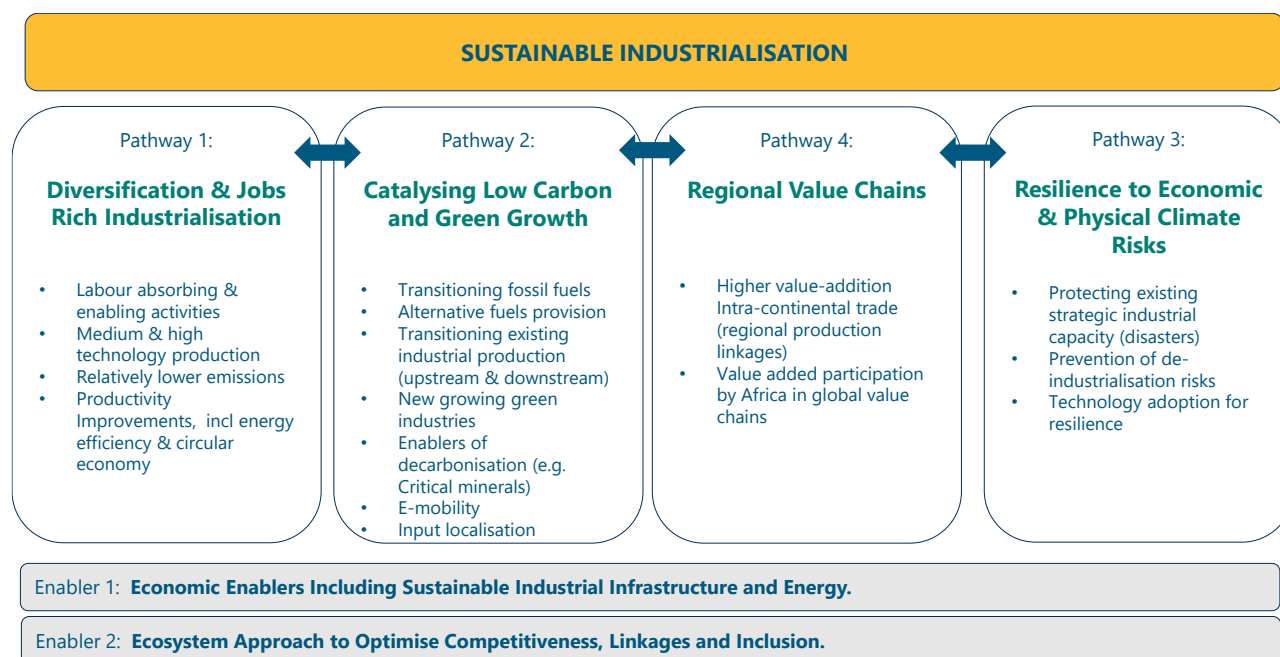 SUSTAINABLE INDUSTRIALISATION
Pathway 1:
Diversification & Jobs
Rich Industrialisation
• Labour absorbing &
enabling activities
• Medium & high
technology production
• Relatively lower emissions
• Productivity
Improvements, incl energy
efficiency & circular
economy
Pathway 2:
Catalysing Low Carbon
and Green Growth
• Transitioning fossil fuels
• Alternative fuels provision
• Transitioning existing
industrial production
(upstream & downstream)
• New growing green
industries
• Enablers of
decarbonisation (e.g.
Critical minerals)
• E-mobility
• Input localisation
Pathway 4:
Regional Value Chains
• Higher value-addition
Intra-continental trade
(regional production
linkages)
• Value added participation
by Africa in global value
chains
Pathway 3:
Resilience to Economic
& Physical Climate
Risks
• Protecting existing
strategic industrial
capacity (disasters)
• Prevention of de-
industrialisation risks
• Technology adoption for
resilience
Enabler 1: Economic Enablers Including Sustainable Industrial Infrastructure and Energy.
Enabler 2: Ecosystem Approach to Optimise Competitiveness, Linkages and Inclusion.